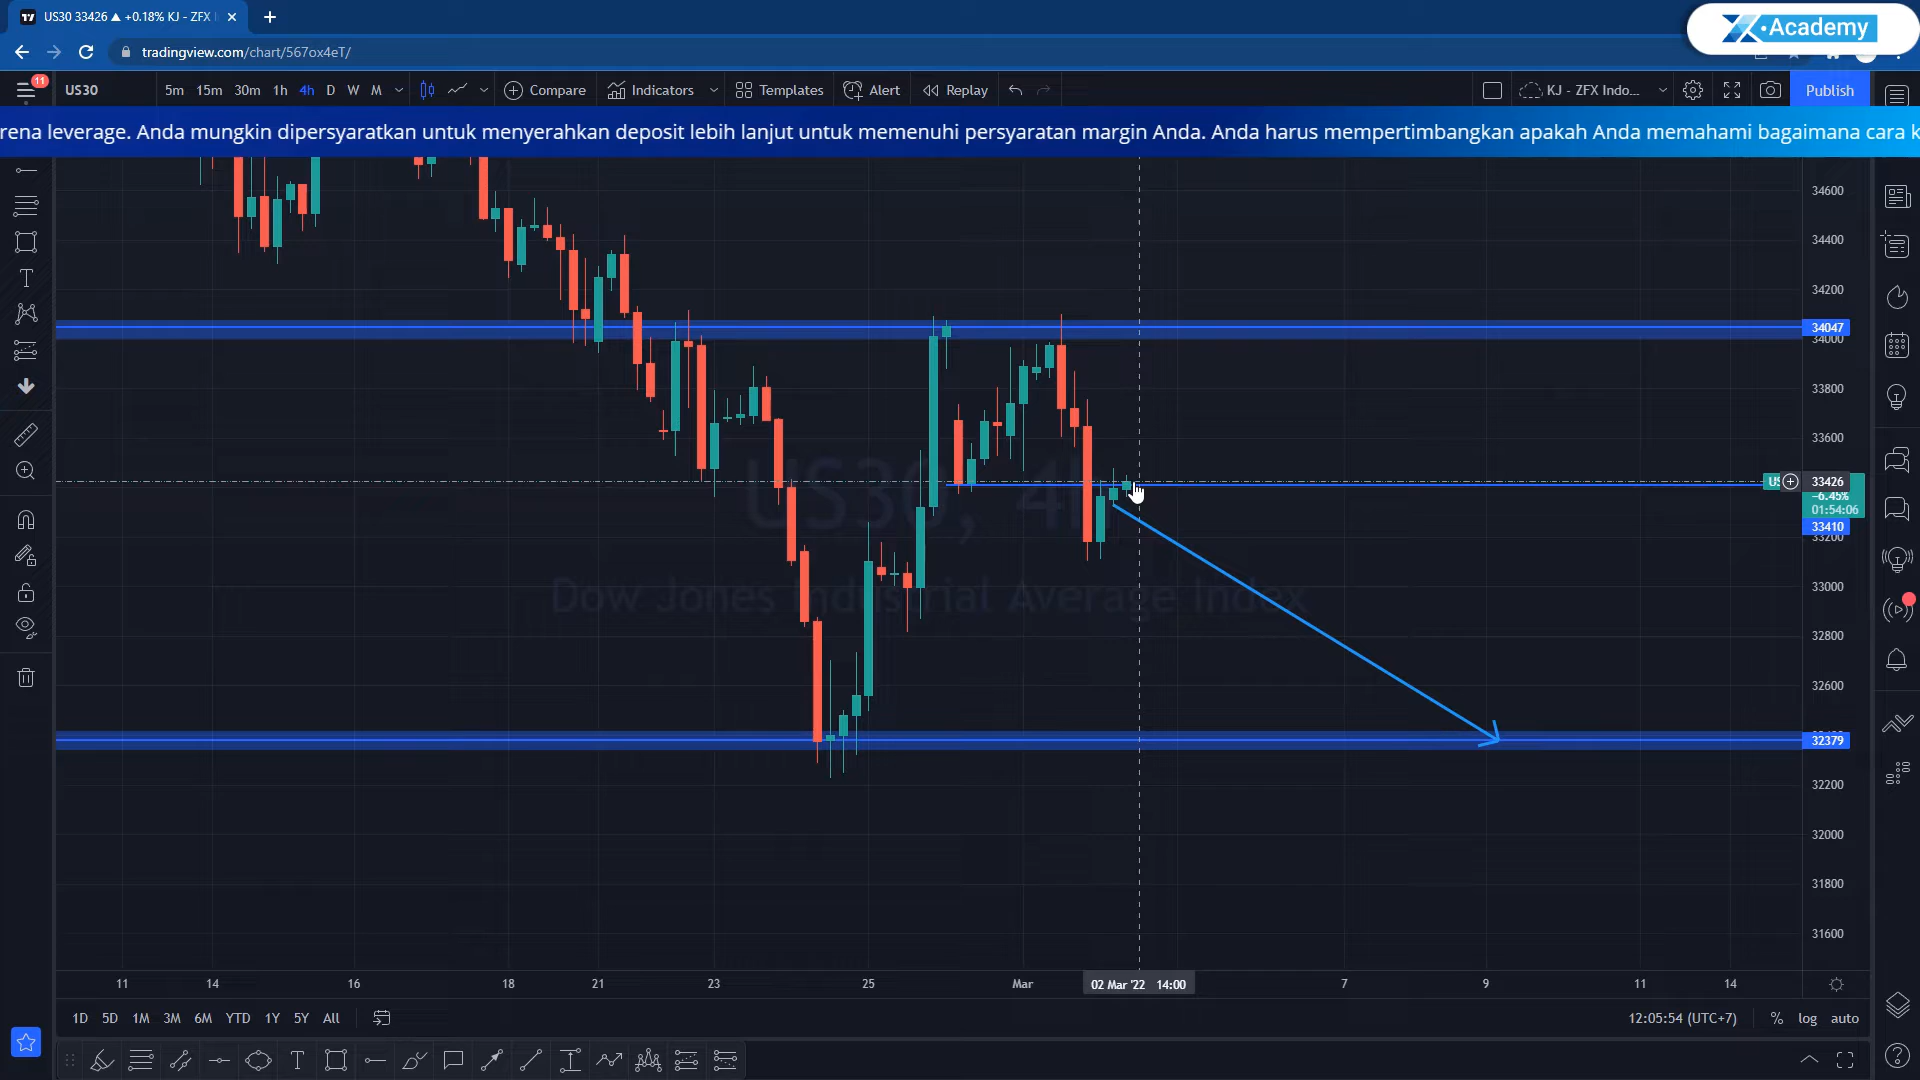 US30 33426 ▲ +0.18% KJ - ZFX I
Academy
tradingview.com/chart/567ox4eT/
11
US30 5m 15m 30m 1h 4h D W M Compare Indicators Templates Alert Replay KJ - ZFX Indo... Publish
rena leverage. Anda mungkin dipersyaratkan untuk menyerahkan deposit lebih lanjut untuk memenuhi persyaratan margin Anda. Anda harus mempertimbangkan apakah Anda memahami bagaimana cara k
34600
34400
34200
34047
34000
33800
33600
33426
−6.45%
01:54:06
33410
33200
33000
32800
32600
32379
32200
32000
31800
31600
US30, 4h
Dow Jones Industrial Average Index
11 14 16 18 21 23 25 Mar 02 Mar '22 14:00 7 9 11 14
1D 5D 1M 3M 6M YTD 1Y 5Y All 12:05:54 (UTC+7) % log auto